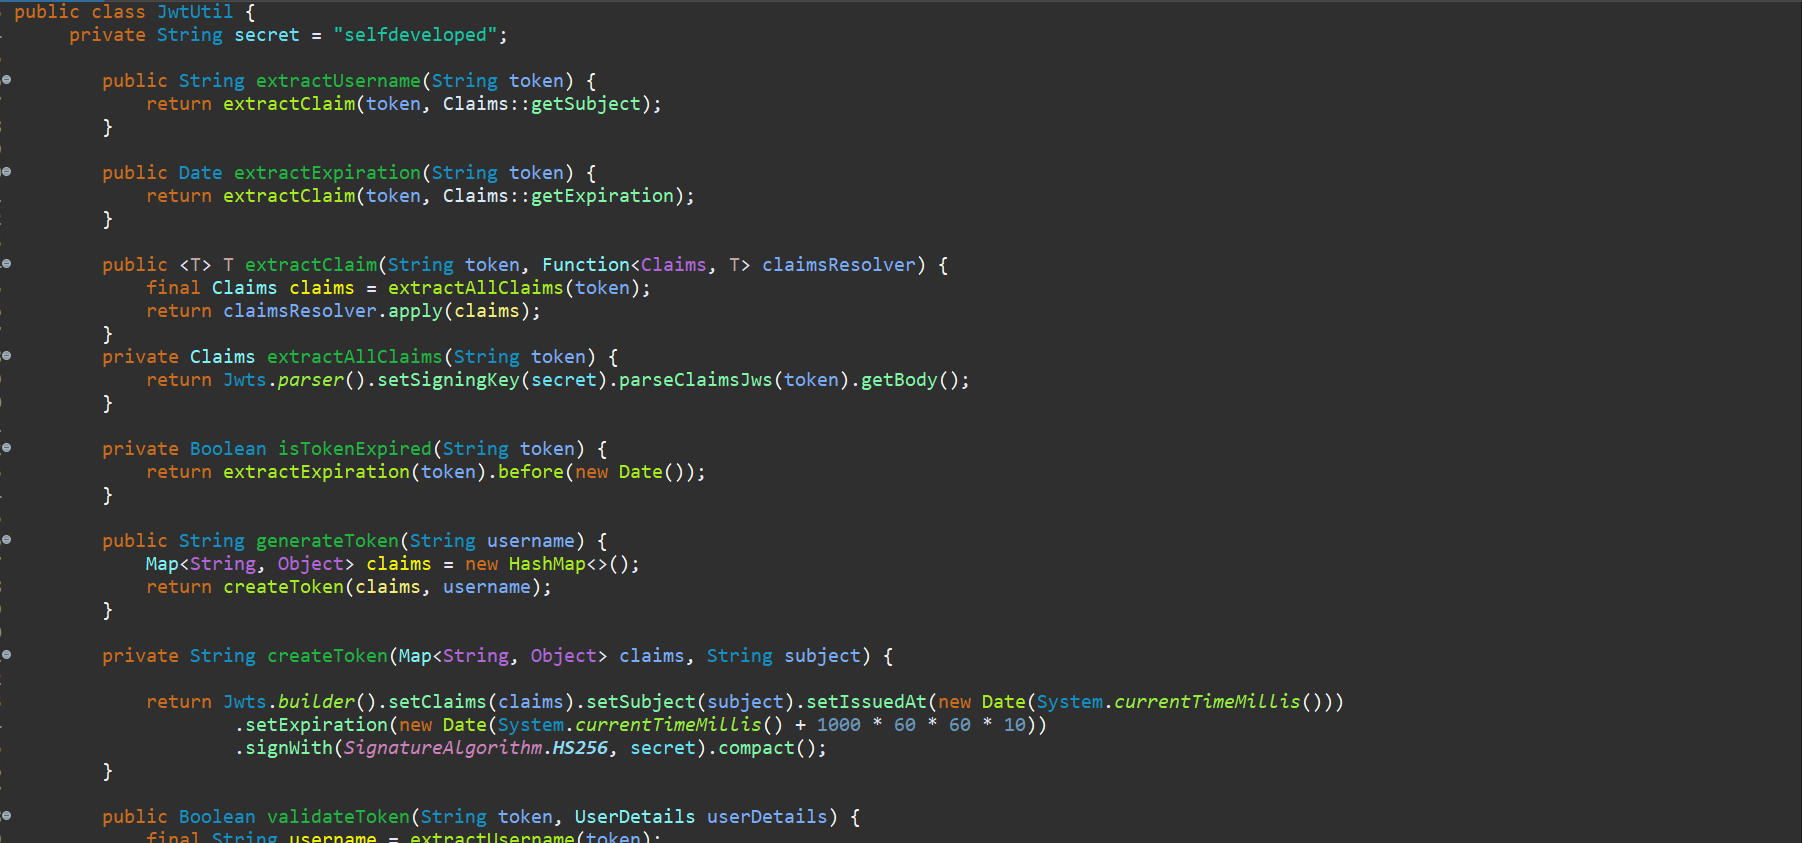 public class JwtUtil {
private String secret = "selfdeveloped";
public String extractUsername(String token) {
return extractClaim(token, Claims::getSubject);
}
public Date extractExpiration(String token) {
return extractClaim(token, Claims::getExpiration);
}
public <T> T extractClaim(String token, Function<Claims, T> claimsResolver) {
final Claims claims = extractAllClaims(token);
return claimsResolver.apply(claims);
}
private Claims extractAllClaims(String token) {
return Jwts.parser().setSigningKey(secret).parseClaimsJws(token).getBody();
}
private Boolean isTokenExpired(String token) {
return extractExpiration(token).before(new Date());
}
public String generateToken(String username) {
Map<String, Object> claims = new HashMap<>();
return createToken(claims, username);
}
private String createToken(Map<String, Object> claims, String subject) {
return Jwts.builder().setClaims(claims).setSubject(subject).setIssuedAt(new Date(System.currentTimeMillis()))
.setExpiration(new Date(System.currentTimeMillis() + 1000 * 60 * 60 * 10))
.signWith(SignatureAlgorithm.HS256, secret).compact();
}
public Boolean validateToken(String token, UserDetails userDetails) {
final String username = extractUsername(token);